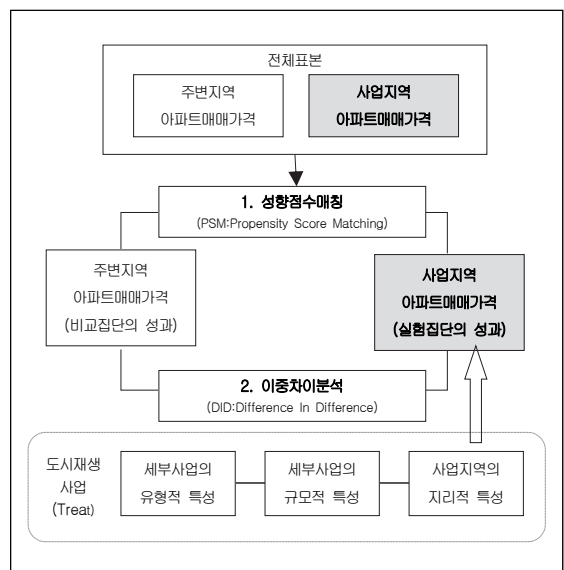 전체표본
주변지역
아파트매매가격
사업지역
아파트매매가격
1. 성향점수매칭
(PSM:Propensity Score Matching)
주변지역
아파트매매가격
(비교집단의 성과)
사업지역
아파트매매가격
(실험집단의 성과)
2. 이중차이분석
(DID:Difference In Difference)
도시재생
사업
(Treat)
세부사업의
유형적 특성
세부사업의
규모적 특성
사업지역의
지리적 특성